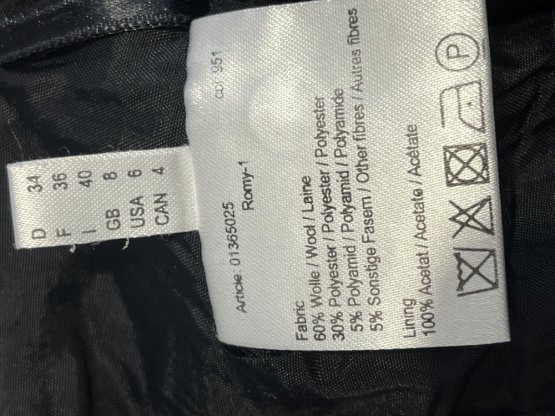 D 34
F 36
I 40
GB 8
USA 6
CAN 4
co 951
Article 01365025
Romy-1
Fabric
60% Wolle / Wool / Laine
30% Polyester / Polyester / Polyester
5% Polyamid / Polyamid / Polyamide
5% Sonstige Fasern / Other fibres / Autres fibres
Lining
100% Acetat / Acetate / Acétate
P